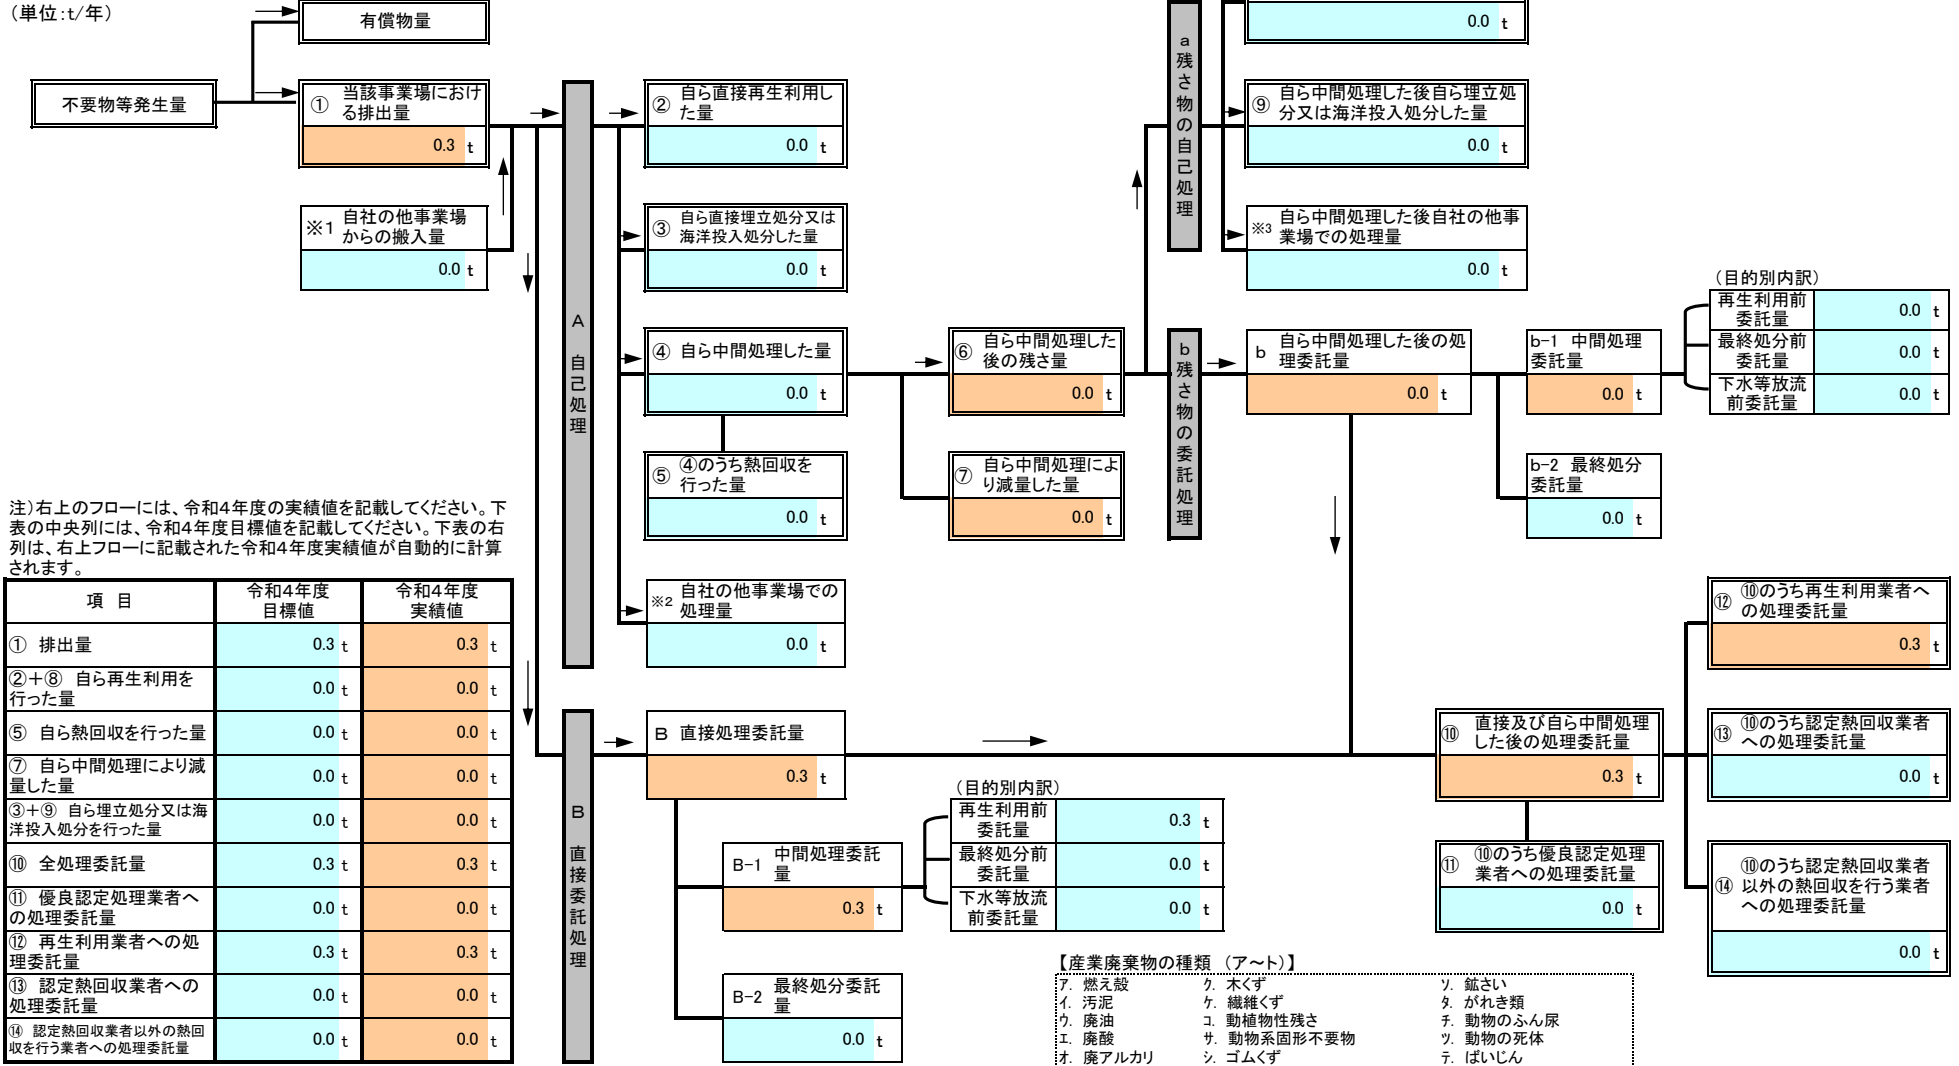 （単位:t/年）
有償物量
不要物等発生量
① 当該事業場におけ
る排出量
0.3 t
※1 自社の他事業場
からの搬入量
0.0 t
A 自己処理
② 自ら直接再生利用し
た量
0.0 t
③ 自ら直接埋立処分又は
海洋投入処分した量
0.0 t
④ 自ら中間処理した量
0.0 t
⑤ ④のうち熱回収を
行った量
0.0 t
※2 自社の他事業場での
処理量
0.0 t
⑥ 自ら中間処理した
後の残さ量
0.0 t
⑦ 自ら中間処理によ
り減量した量
0.0 t
a 残さ物の自己処理
0.0 t
⑨ 自ら中間処理した後自ら埋立処
分又は海洋投入処分した量
0.0 t
※3 自ら中間処理した後自社の他事
業場での処理量
0.0 t
b 残さ物の委託処理
b 自ら中間処理した後の処
理委託量
0.0 t
b-1 中間処理
委託量
0.0 t
b-2 最終処分
委託量
0.0 t
（目的別内訳）
再生利用前
委託量
0.0 t
最終処分前
委託量
0.0 t
下水等放流
前委託量
0.0 t
注）右上のフローには、令和4年度の実績値を記載してください。下
表の中央列には、令和4年度目標値を記載してください。下表の右
列は、右上フローに記載された令和4年度実績値が自動的に計算
されます。
項 目 令和4年度 令和4年度
目標値 実績値
① 排出量 0.3 t 0.3 t
②＋⑧ 自ら再生利用を
行った量 0.0 t 0.0 t
⑤ 自ら熱回収を行った量 0.0 t 0.0 t
⑦ 自ら中間処理により減
量した量 0.0 t 0.0 t
③＋⑨ 自ら埋立処分又は海
洋投入処分を行った量 0.0 t 0.0 t
⑩ 全処理委託量 0.3 t 0.3 t
⑪ 優良認定処理業者へ
の処理委託量 0.0 t 0.0 t
⑫ 再生利用業者への処
理委託量 0.3 t 0.3 t
⑬ 認定熱回収業者への
処理委託量 0.0 t 0.0 t
⑭ 認定熱回収業者以外の熱回
収を行う業者への処理委託量 0.0 t 0.0 t
B 直接委託処理
B 直接処理委託量
0.3 t
B-1 中間処理委託
量
0.3 t
B-2 最終処分委託
量
0.0 t
（目的別内訳）
再生利用前
委託量
0.3 t
最終処分前
委託量
0.0 t
下水等放流
前委託量
0.0 t
⑩ 直接及び自ら中間処理
した後の処理委託量
0.3 t
⑪ ⑩のうち優良認定処理
業者への処理委託量
0.0 t
⑫ ⑩のうち再生利用業者へ
の処理委託量
0.3 t
⑬ ⑩のうち認定熱回収業者
への処理委託量
0.0 t
⑭ ⑩のうち認定熱回収業者
以外の熱回収を行う業者
への処理委託量
0.0 t
【産業廃棄物の種類 （ア～ト）】
ア. 燃え殻 ク. 木くず ソ. 鉱さい
イ. 汚泥 ケ. 繊維くず タ. がれき類
ウ. 廃油 コ. 動植物性残さ チ. 動物のふん尿
エ. 廃酸 サ. 動物系固形不要物 ツ. 動物の死体
オ. 廃アルカリ シ. ゴムくず テ. ばいじん